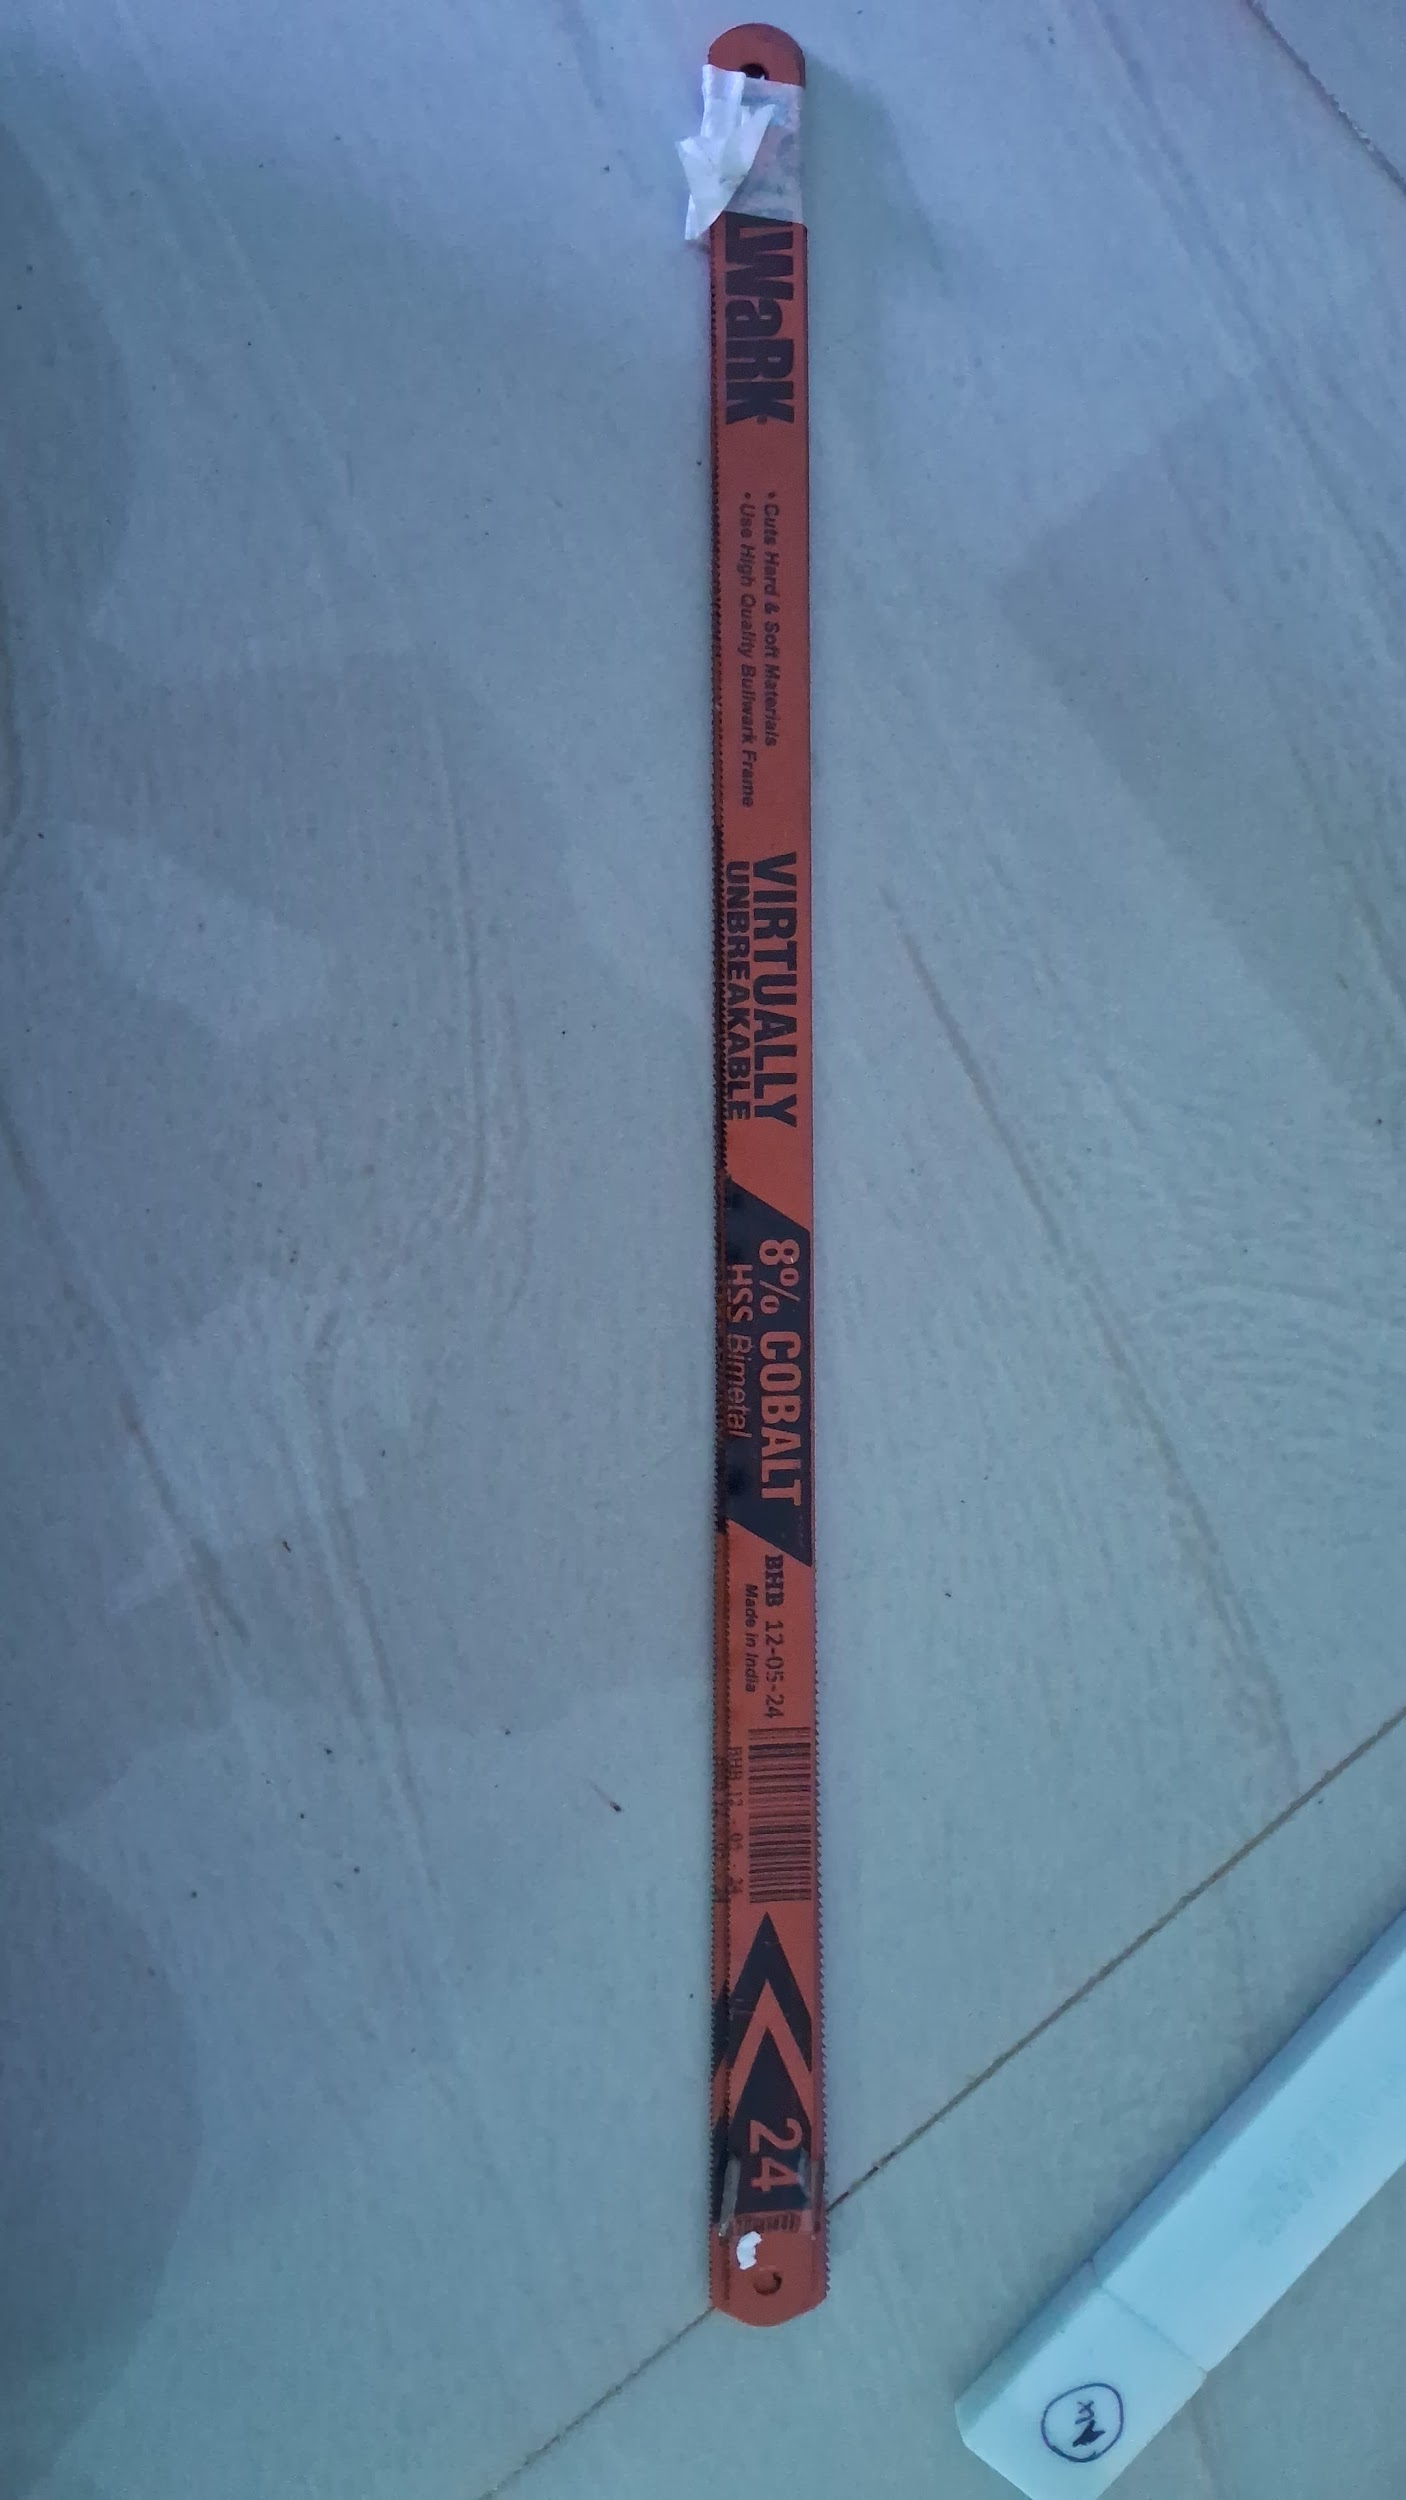 WaRK
• Cuts Hard & Soft Materials
• Use High Quality Bullwark Frame
VIRTUALLY
UNBREAKABLE
8% COBALT
HSS Bimetal
BHB 12-05-24
Made in India
24